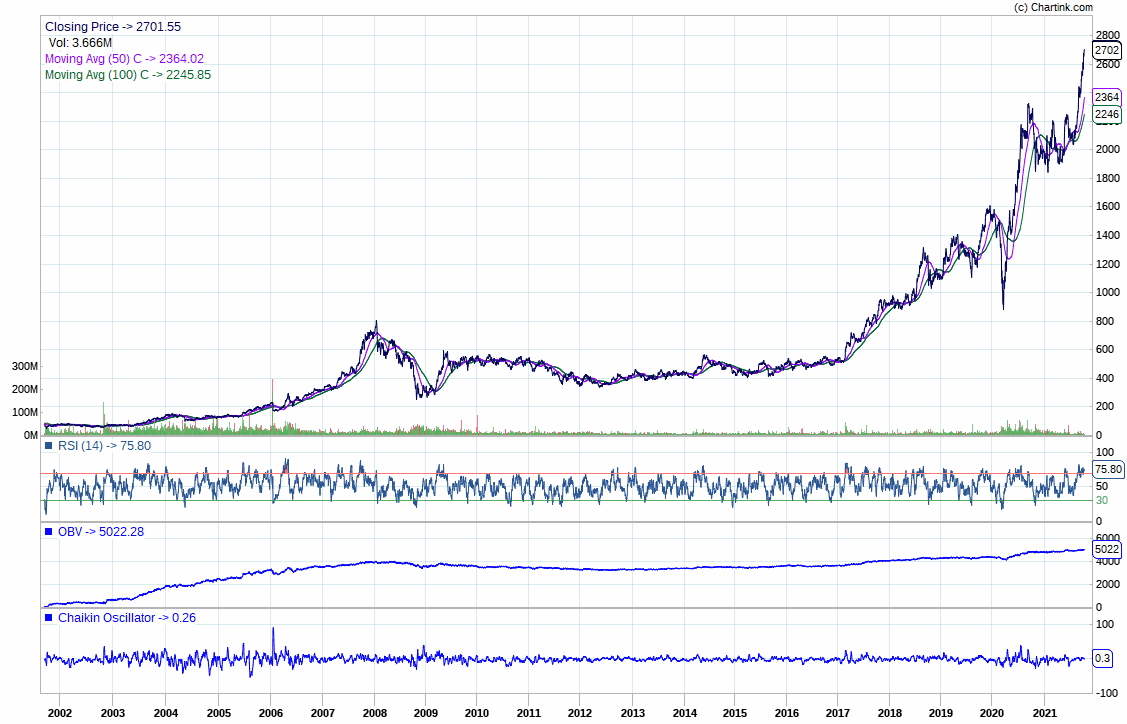 (c) Chartink.com
Closing Price -> 2701.55
Vol: 3.666M
Moving Avg (50) C -> 2364.02
Moving Avg (100) C -> 2245.85
2800
2702
2600
2364
2246
2000
1800
1600
1400
1200
1000
800
600
400
200
0
300M
200M
100M
0M
RSI (14) -> 75.80
100
75.80
50
30
0
OBV -> 5022.28
6000
5022
4000
2000
0
Chaikin Oscillator -> 0.26
100
0.3
-100
2002 2003 2004 2005 2006 2007 2008 2009 2010 2011 2012 2013 2014 2015 2016 2017 2018 2019 2020 2021